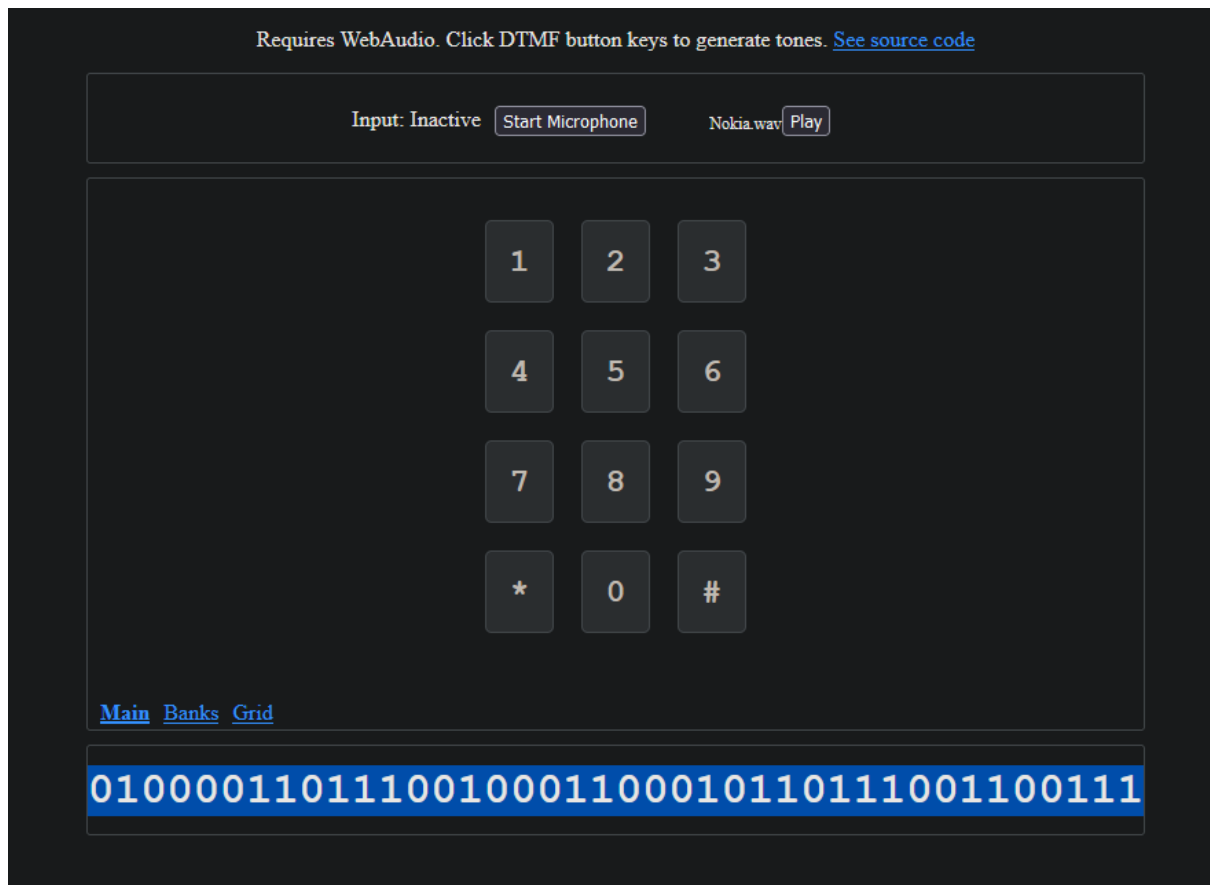 Requires WebAudio. Click DTMF button keys to generate tones. See source code
Input: Inactive Start Microphone Nokia.wav Play
1 2 3
4 5 6
7 8 9
* 0 #
Main Banks Grid
0100001101110010001100010110111001100111